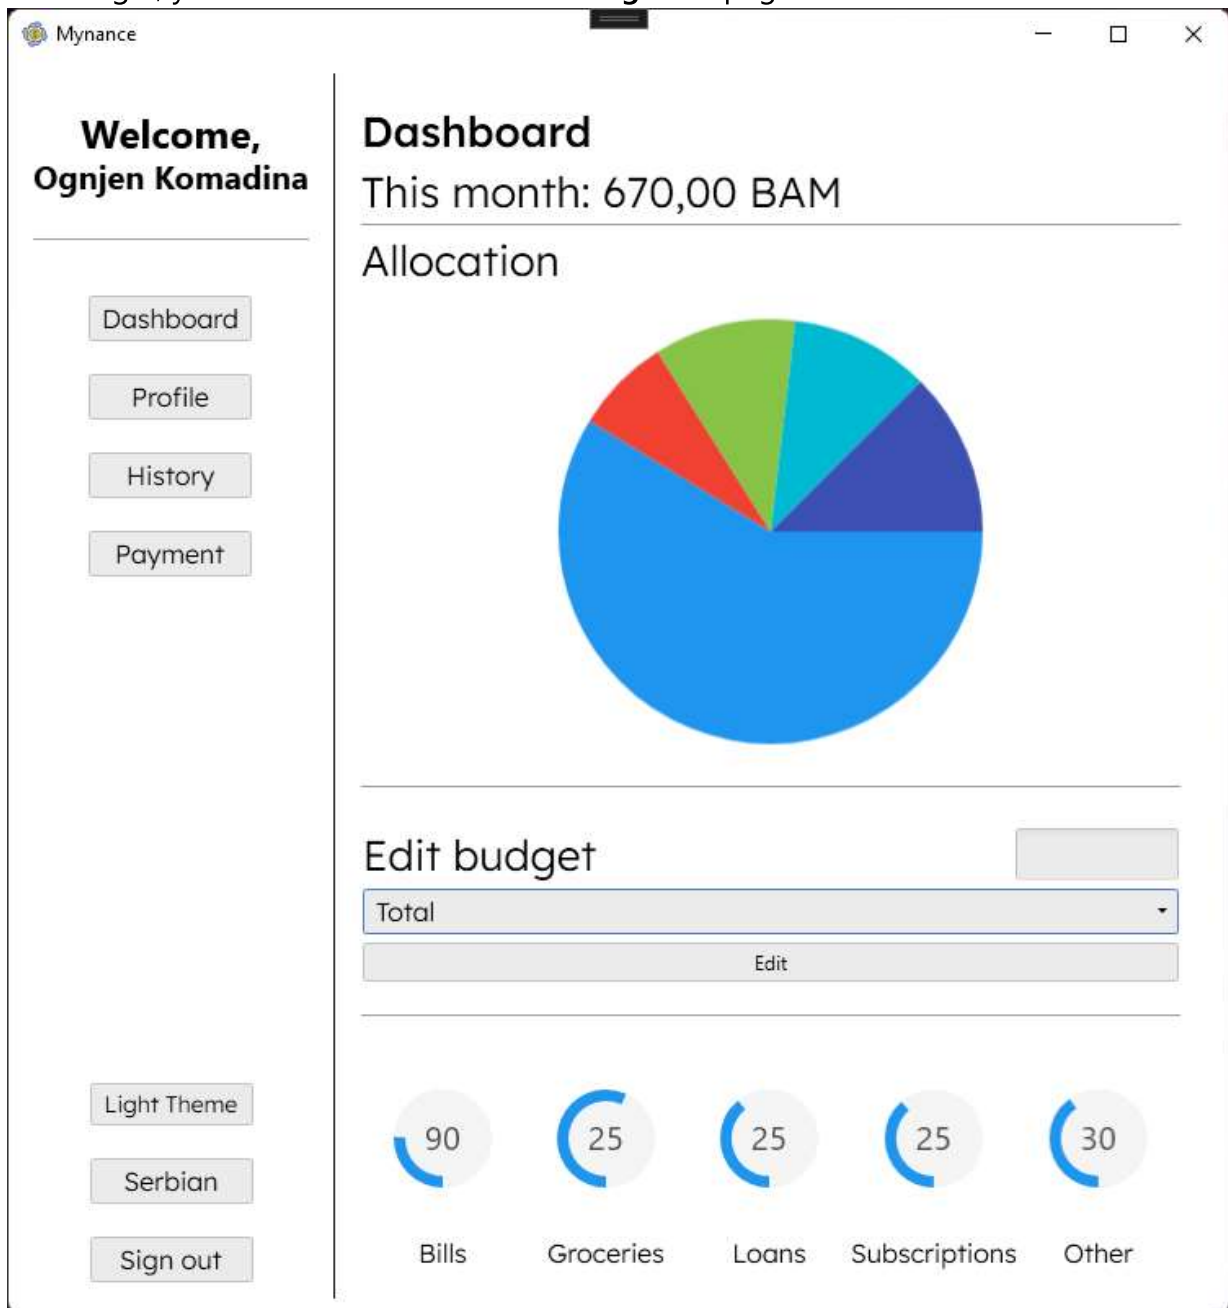 Mynance
Welcome,
Ognjen Komadina
Dashboard
Profile
History
Payment
Light Theme
Serbian
Sign out
Dashboard
This month: 670,00 BAM
Allocation
Edit budget
Total
Edit
90
25
25
25
30
Bills
Groceries
Loans
Subscriptions
Other